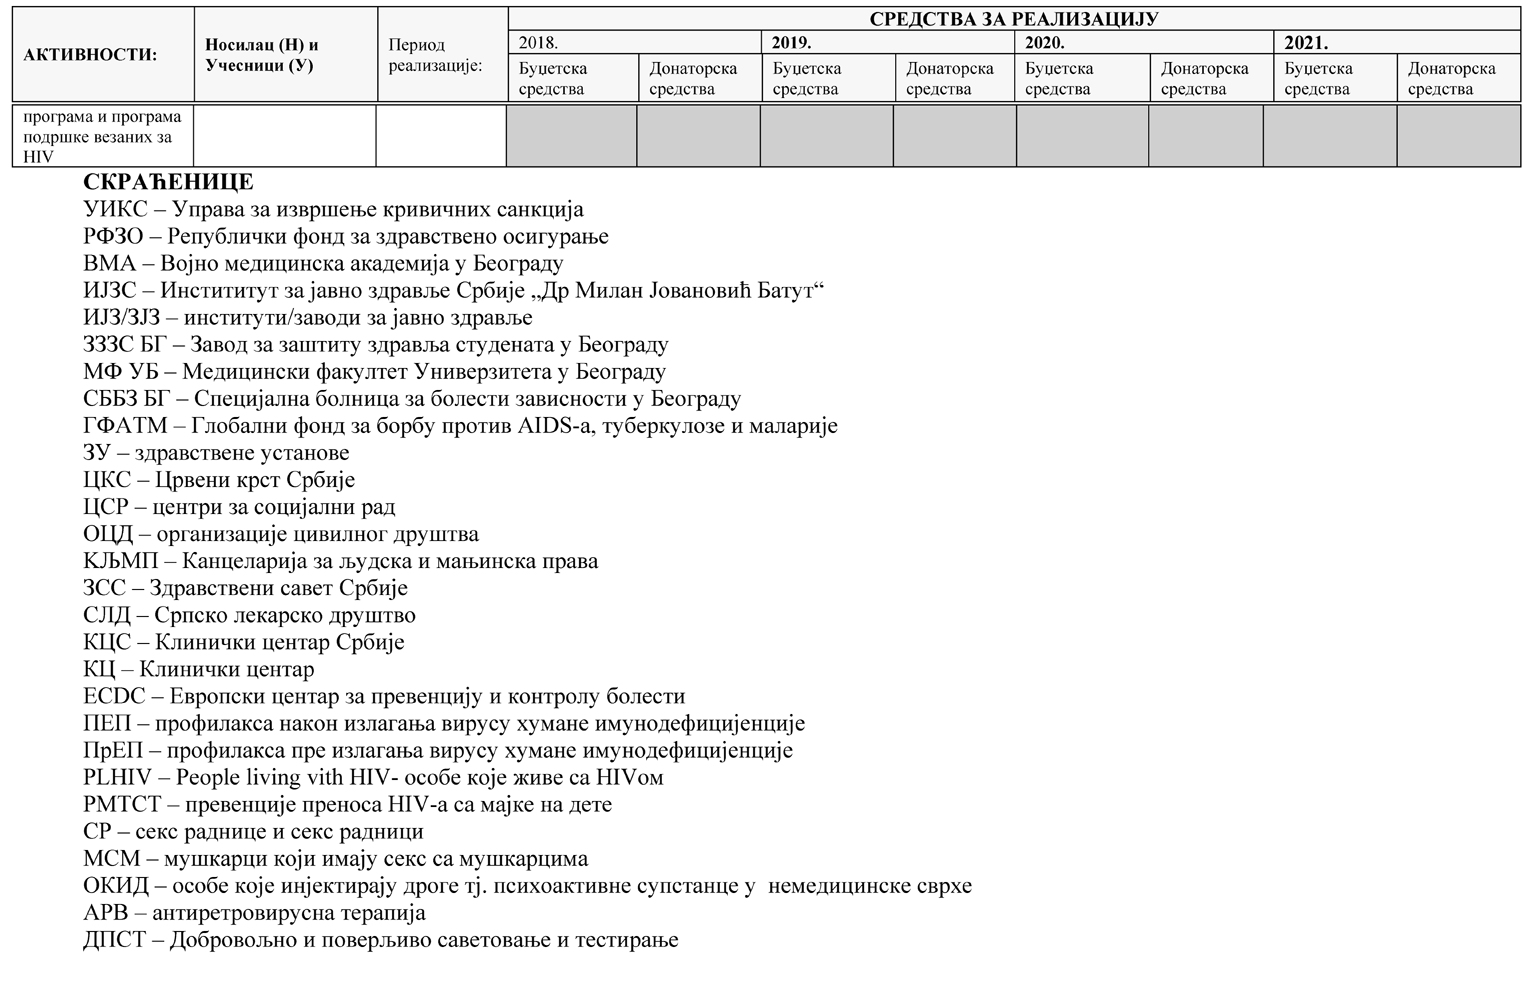 СРЕДСТВА ЗА РЕАЛИЗАЦИЈУ
АКТИВНОСТИ:
Носилац (Н) и
Учесници (У)
Период
реализације:
2018.
2019.
2020.
2021.
Буџетска
средства
Донаторска
средства
Буџетска
средства
Донаторска
средства
Буџетска
средства
Донаторска
средства
Буџетска
средства
Донаторска
средства
програма и програма
подршке везаних за
HIV
СКРАЋЕНИЦЕ
УИКС – Управа за извршење кривичних санкција
РФЗО – Републички фонд за здравствено осигурање
ВМА – Војно медицинска академија у Београду
ИЈЗС – Инстититут за јавно здравље Србије „Др Милан Јовановић Батут“
ИЈЗ/ЗЈЗ – институти/заводи за јавно здравље
ЗЗЗС БГ – Завод за заштиту здравља студената у Београду
МФ УБ – Медицински факултет Универзитета у Београду
СББЗ БГ – Специјална болница за болести зависности у Београду
ГФАТМ – Глобални фонд за борбу против AIDS-а, туберкулозе и маларије
ЗУ – здравствене установе
ЦКС – Црвени крст Србије
ЦСР – центри за социјални рад
ОЦД – организације цивилног друштва
КЉМП – Канцеларија за људска и мањинска права
ЗСС – Здравствени савет Србије
СЛД – Српско лекарско друштво
КЦС – Клинички центар Србије
КЦ – Клинички центар
ECDC – Европски центар за превенцију и контролу болести
ПЕП – профилакса након излагања вирусу хумане имунодефицијенције
ПрЕП – профилакса пре излагања вирусу хумане имунодефицијенције
PLHIV – People living vith HIV- особе које живе са HIVом
PMTCT – превенције преноса HIV-а са мајке на дете
СР – секс раднице и секс радници
МСМ – мушкарци који имају секс са мушкарцима
ОКИД – особе које инјектирају дроге тј. психоактивне супстанце у  немедицинске сврхе
АРВ – антиретровирусна терапија
ДПСТ – Добровољно и поверљиво саветовање и тестирање